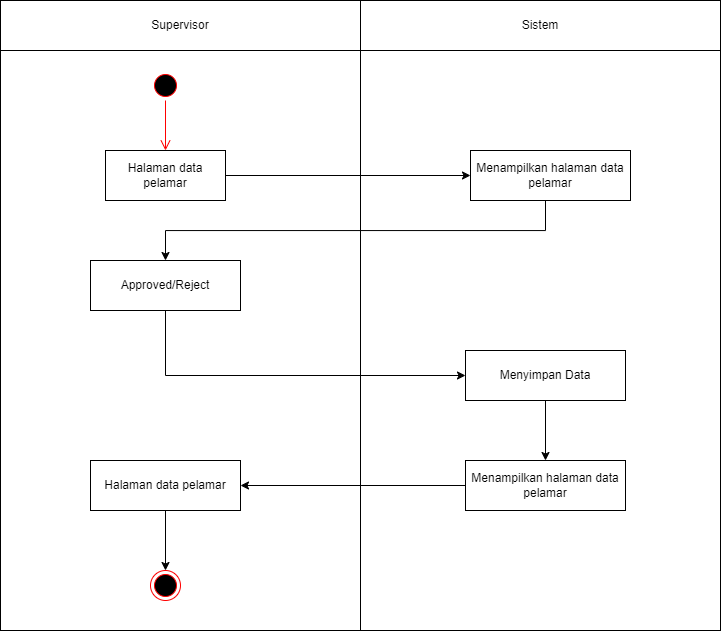 Supervisor
Sistem
Halaman data
pelamar
Menampilkan halaman data
pelamar
Approved/Reject
Menyimpan Data
Halaman data pelamar
Menampilkan halaman data
pelamar